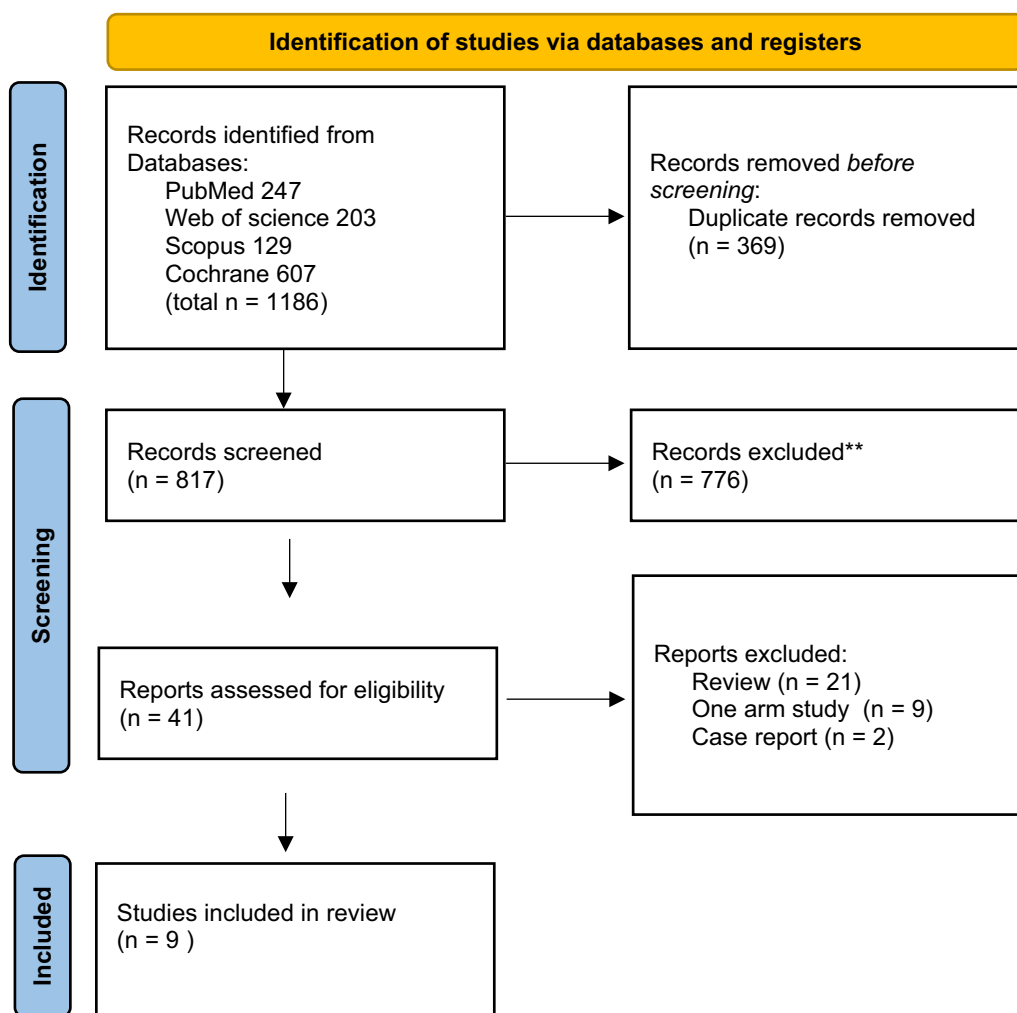 Identification of studies via databases and registers
Identification
Records identified from
Databases:
PubMed 247
Web of science 203
Scopus 129
Cochrane 607
(total n = 1186)
Records removed before
screening:
Duplicate records removed
(n = 369)
Screening
Records screened
(n = 817)
Records excluded**
(n = 776)
Reports assessed for eligibility
(n = 41)
Reports excluded:
Review (n = 21)
One arm study (n = 9)
Case report (n = 2)
Included
Studies included in review
(n = 9 )